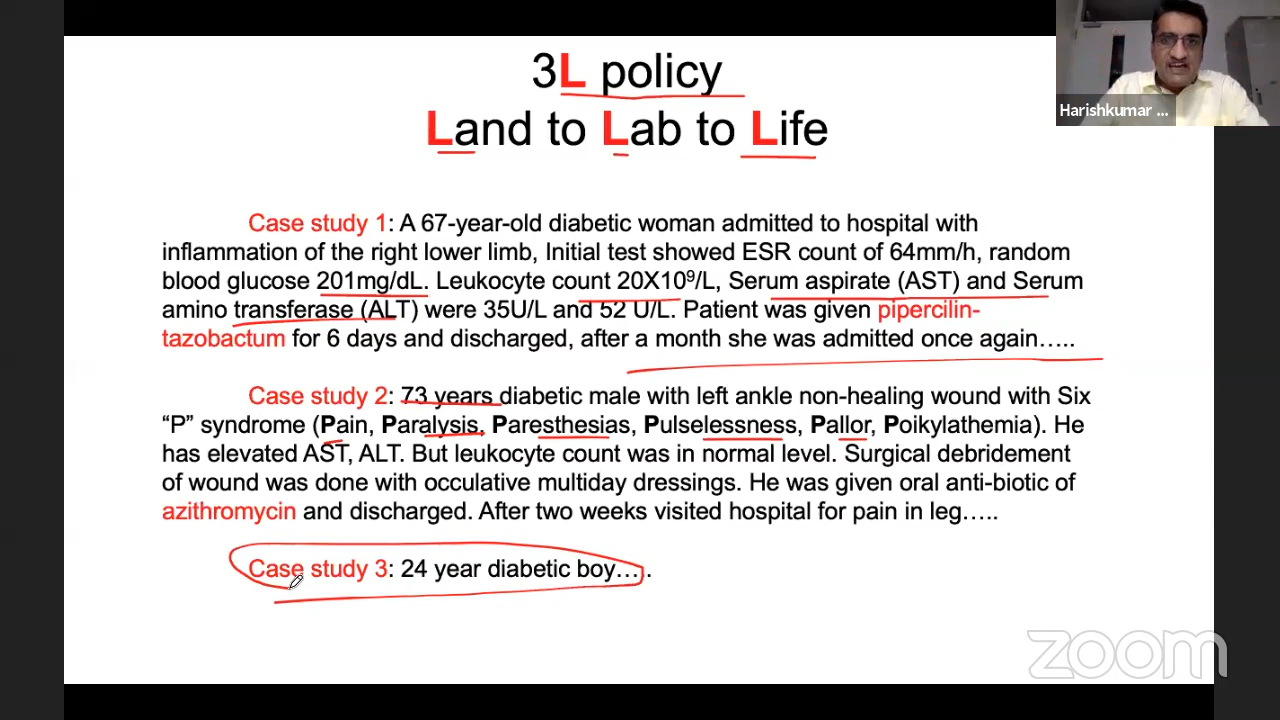 3L policy
Harishkumar ...
Land to Lab to Life
Case study 1: A 67-year-old diabetic woman admitted to hospital with
inflammation of the right lower limb, Initial test showed ESR count of 64mm/h, random
blood glucose 201mg/dL. Leukocyte count 20X10⁹/L, Serum aspirate (AST) and Serum
amino transferase (ALT) were 35U/L and 52 U/L. Patient was given pipercilin-
tazobactum for 6 days and discharged, after a month she was admitted once again…..
Case study 2: 73 years diabetic male with left ankle non-healing wound with Six
“P” syndrome (Pain, Paralysis, Paresthesias, Pulselessness, Pallor, Poikylathemia). He
has elevated AST, ALT. But leukocyte count was in normal level. Surgical debridement
of wound was done with occulative multiday dressings. He was given oral anti-biotic of
azithromycin and discharged. After two weeks visited hospital for pain in leg…..
Case study 3: 24 year diabetic boy…..
zoom